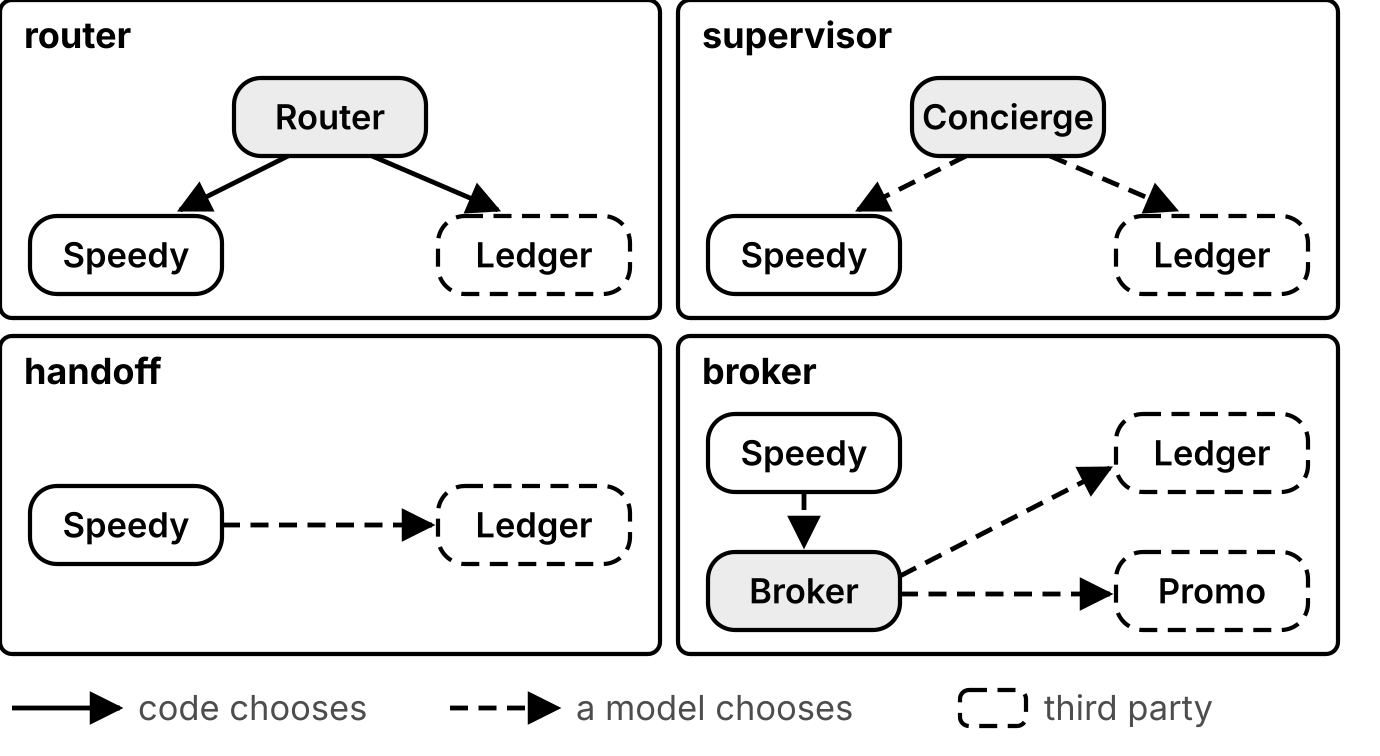 router
Router
Speedy
Ledger
supervisor
Concierge
Speedy
Ledger
handoff
Speedy
Ledger
broker
Speedy
Ledger
Broker
Promo
code chooses
a model chooses
third party